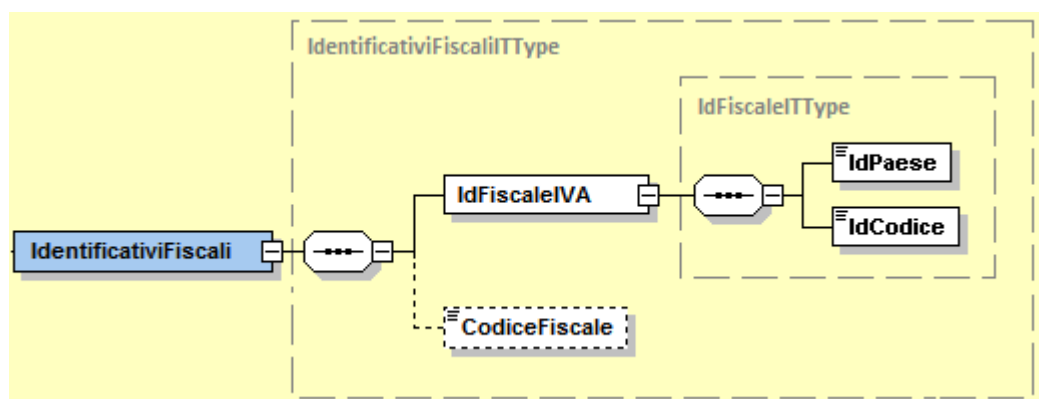 IdentificativiFiscaliITType
IdFiscaleITType
IdPaese
IdFiscaleIVA
IdCodice
IdentificativiFiscali
CodiceFiscale